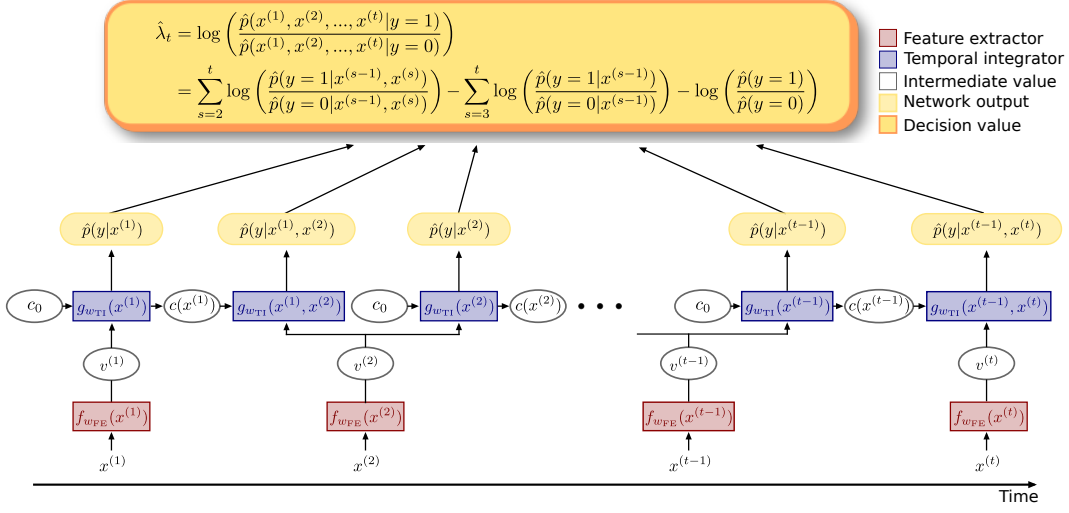 λ̂_t = log ( p̂(x^(1), x^(2), ..., x^(t)|y = 1) / p̂(x^(1), x^(2), ..., x^(t)|y = 0) )
= ∑_{s=2}^{t} log ( p̂(y = 1|x^(s−1), x^(s)) / p̂(y = 0|x^(s−1), x^(s)) ) − ∑_{s=3}^{t} log ( p̂(y = 1|x^(s−1)) / p̂(y = 0|x^(s−1)) ) − log ( p̂(y = 1) / p̂(y = 0) )
Feature extractor
Temporal integrator
Intermediate value
Network output
Decision value
p̂(y|x^(1)) p̂(y|x^(1), x^(2)) p̂(y|x^(2)) p̂(y|x^(t−1)) p̂(y|x^(t−1), x^(t))
c_0 g_{w_TI}(x^(1)) c(x^(1)) g_{w_TI}(x^(1), x^(2)) c_0 g_{w_TI}(x^(2)) c(x^(2)) • • • c_0 g_{w_TI}(x^(t−1)) c(x^(t−1)) g_{w_TI}(x^(t−1), x^(t))
v^(1) v^(2) v^(t−1) v^(t)
f_{w_FE}(x^(1)) f_{w_FE}(x^(2)) f_{w_FE}(x^(t−1)) f_{w_FE}(x^(t))
x^(1) x^(2) x^(t−1) x^(t)
Time